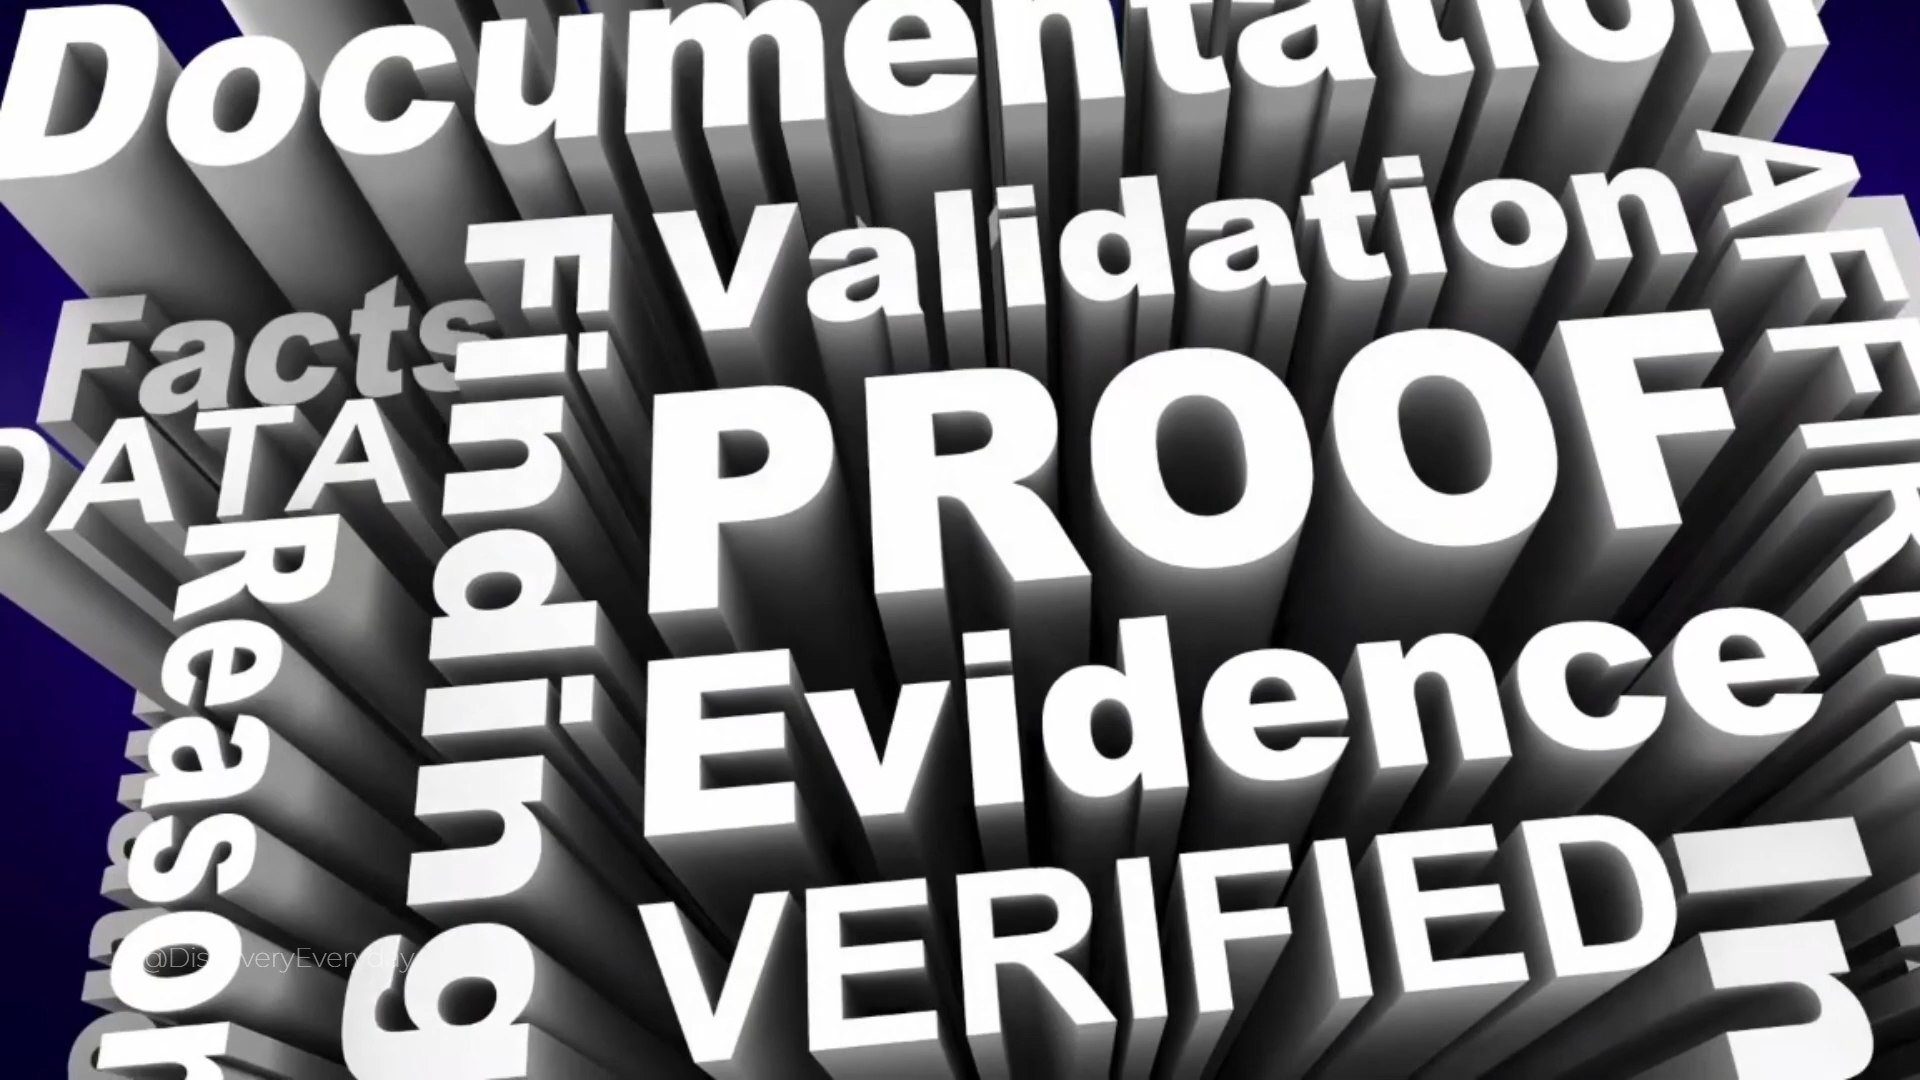 Documentation
Validation
Facts
Finding
DATA
PROOF
Reason
Evidence
VERIFIED
@DiscoveryEveryday